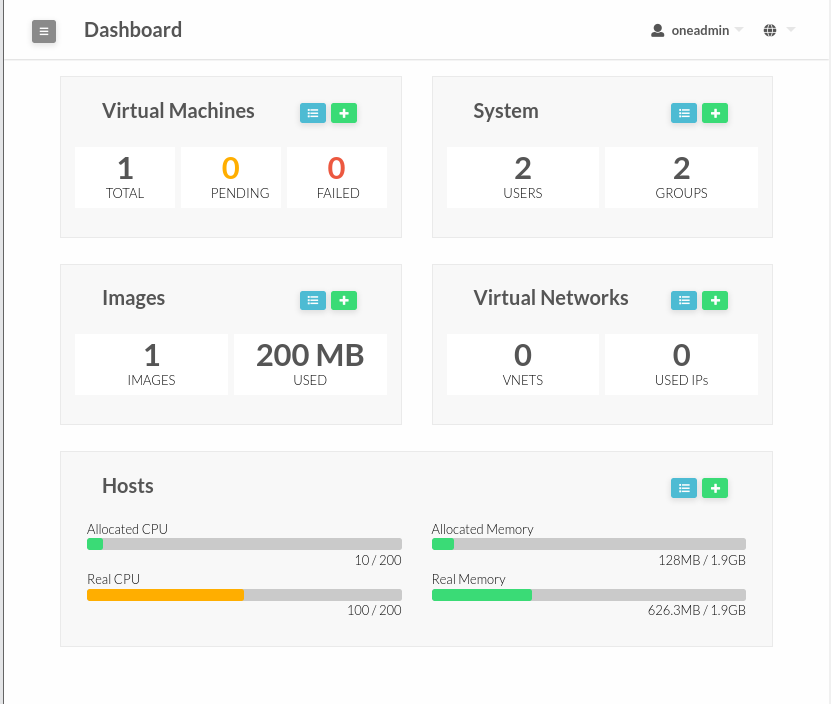 Dashboard
oneadmin
Virtual Machines
1
TOTAL
0
PENDING
0
FAILED
System
2
USERS
2
GROUPS
Images
1
IMAGES
200 MB
USED
Virtual Networks
0
VNETS
0
USED IPs
Hosts
Allocated CPU
10 / 200
Real CPU
100 / 200
Allocated Memory
128MB / 1.9GB
Real Memory
626.3MB / 1.9GB